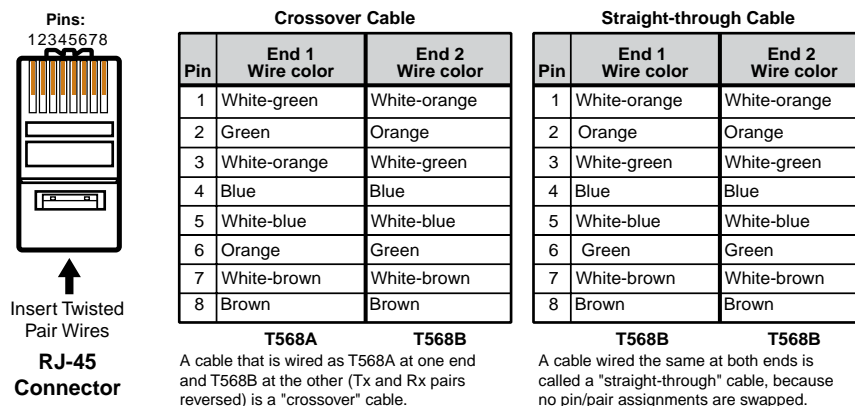 Pins:
12345678
Insert Twisted
Pair Wires
RJ-45
Connector
Crossover Cable
Pin End 1 Wire color End 2 Wire color
1 White-green White-orange
2 Green Orange
3 White-orange White-green
4 Blue Blue
5 White-blue White-blue
6 Orange Green
7 White-brown White-brown
8 Brown Brown
T568A T568B
A cable that is wired as T568A at one end
and T568B at the other (Tx and Rx pairs
reversed) is a "crossover" cable.
Straight-through Cable
Pin End 1 Wire color End 2 Wire color
1 White-orange White-orange
2 Orange Orange
3 White-green White-green
4 Blue Blue
5 White-blue White-blue
6 Green Green
7 White-brown White-brown
8 Brown Brown
T568B T568B
A cable wired the same at both ends is
called a "straight-through" cable, because
no pin/pair assignments are swapped.